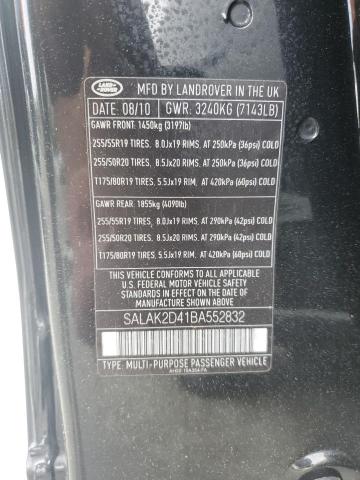 LAND
ROVER
MFD BY LANDROVER IN THE UK
DATE 08/10
GWR: 3240KG (7143LB)
GAWR FRONT: 1450kg (3197lb)
255/55R19 TIRES, 8.0Jx19 RIMS, AT 250kPa (36psi) COLD
255/50R20 TIRES, 8.5Jx20 RIMS, AT 250kPa (36psi) COLD
T175/80R19 TIRES, 5.5Jx19 RIM, AT 420kPa (60psi) COLD
GAWR REAR: 1855kg (4090lb)
255/55R19 TIRES, 8.0Jx19 RIMS, AT 290kPa (42psi) COLD
255/50R20 TIRES, 8.5Jx20 RIMS, AT 290kPa (42psi) COLD
T175/80R19 TIRES, 5.5Jx19 RIM, AT 420kPa (60psi) COLD
THIS VEHICLE CONFORMS TO ALL APPLICABLE
U.S. FEDERAL MOTOR VEHICLE SAFETY AND
THEFT PREVENTION STANDARDS IN EFFECT ON
THE DATE OF MANUFACTURE SHOWN ABOVE
SALAK2D41BA552832
TYPE: MULTI-PURPOSE PASSENGER VEHICLE